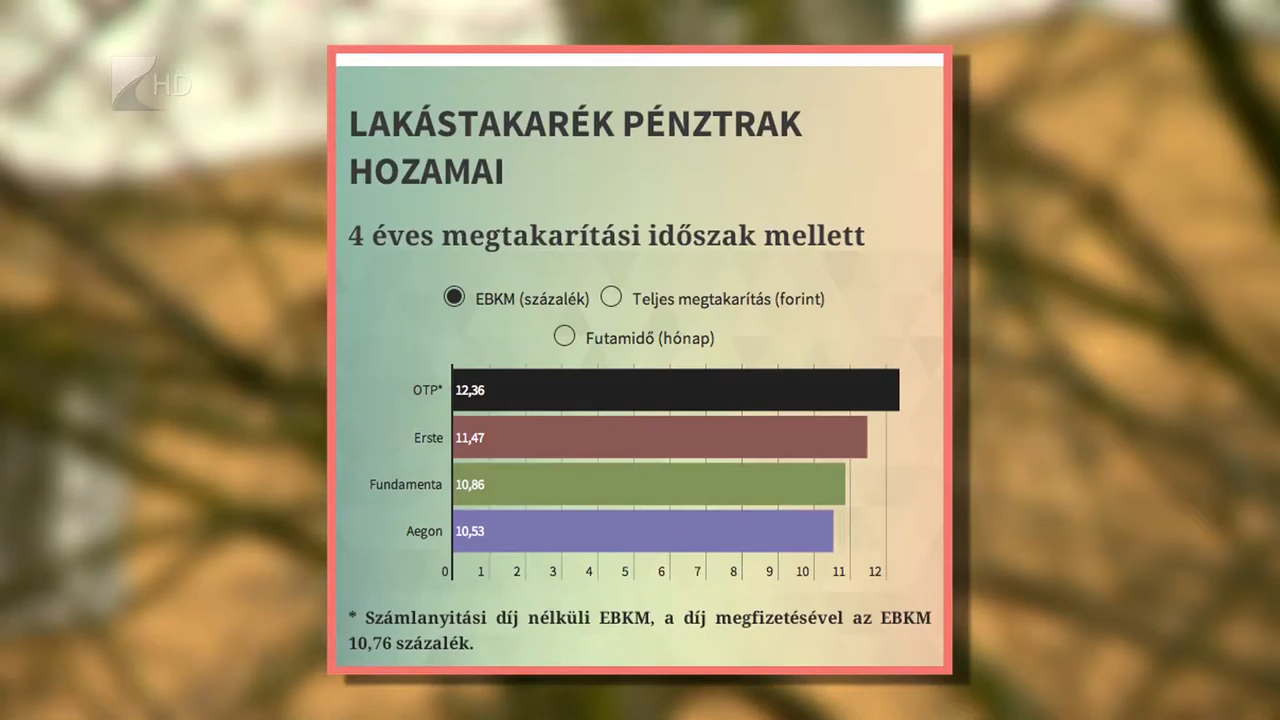 HD
LAKÁSTAKARÉK PÉNZTRAK
HOZAMAI
4 éves megtakarítási időszak mellett
EBKM (százalék) Teljes megtakarítás (forint)
Futamidő (hónap)
OTP* 12,36
Erste 11,47
Fundamenta 10,86
Aegon 10,53
0 1 2 3 4 5 6 7 8 9 10 11 12
* Számlanyitási díj nélküli EBKM, a díj megfizetésével az EBKM
10,76 százalék.